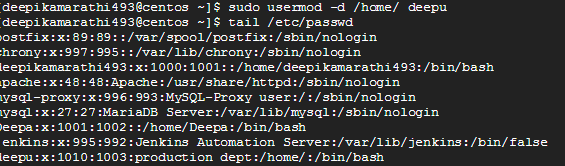 [deepikamarathi493@centos ~]$ sudo usermod -d /home/ deepu
[deepikamarathi493@centos ~]$ tail /etc/passwd
postfix:x:89:89::/var/spool/postfix:/sbin/nologin
chrony:x:997:995::/var/lib/chrony:/sbin/nologin
deepikamarathi493:x:1000:1001::/home/deepikamarathi493:/bin/bash
apache:x:48:48:Apache:/usr/share/httpd:/sbin/nologin
mysql-proxy:x:996:993:MySQL-Proxy user:/:/sbin/nologin
mysql:x:27:27:MariaDB Server:/var/lib/mysql:/sbin/nologin
Deepa:x:1001:1002::/home/Deepa:/bin/bash
jenkins:x:995:992:Jenkins Automation Server:/var/lib/jenkins:/bin/false
deepu:x:1010:1003:production dept:/home/:/bin/bash